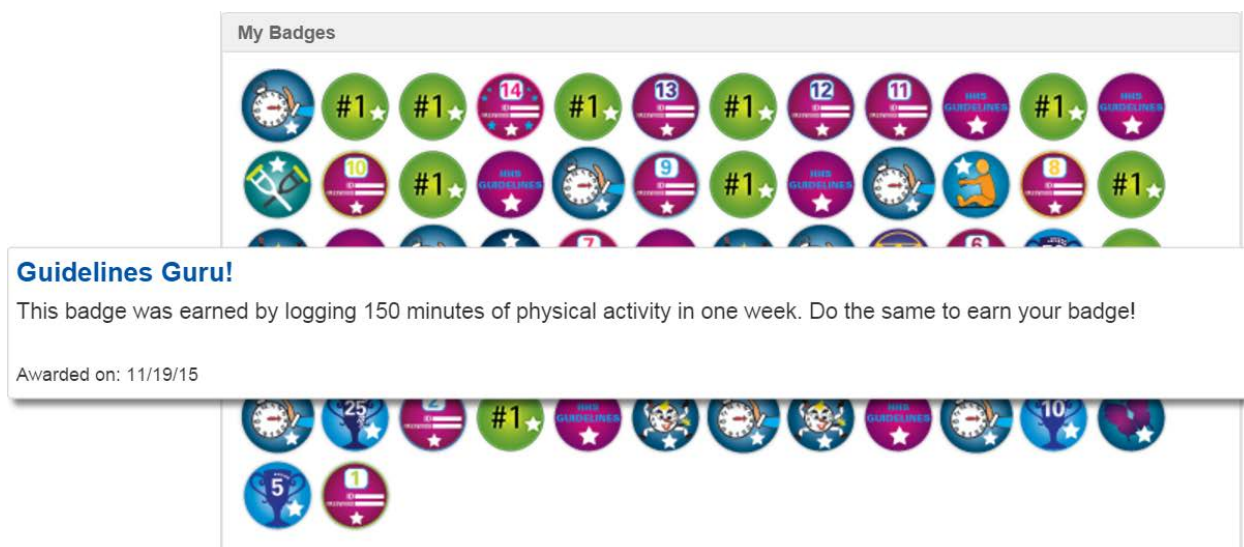 My Badges
#1 #1 14 #1 13 #1 12 11 HHS GUIDELINES #1 HHS GUIDELINES
10 #1 HHS GUIDELINES 9 #1 HHS GUIDELINES 8 #1
7 6
Guidelines Guru!
This badge was earned by logging 150 minutes of physical activity in one week. Do the same to earn your badge!
Awarded on: 11/19/15
25 2 #1 HHS GUIDELINES HHS GUIDELINES 10
5 1